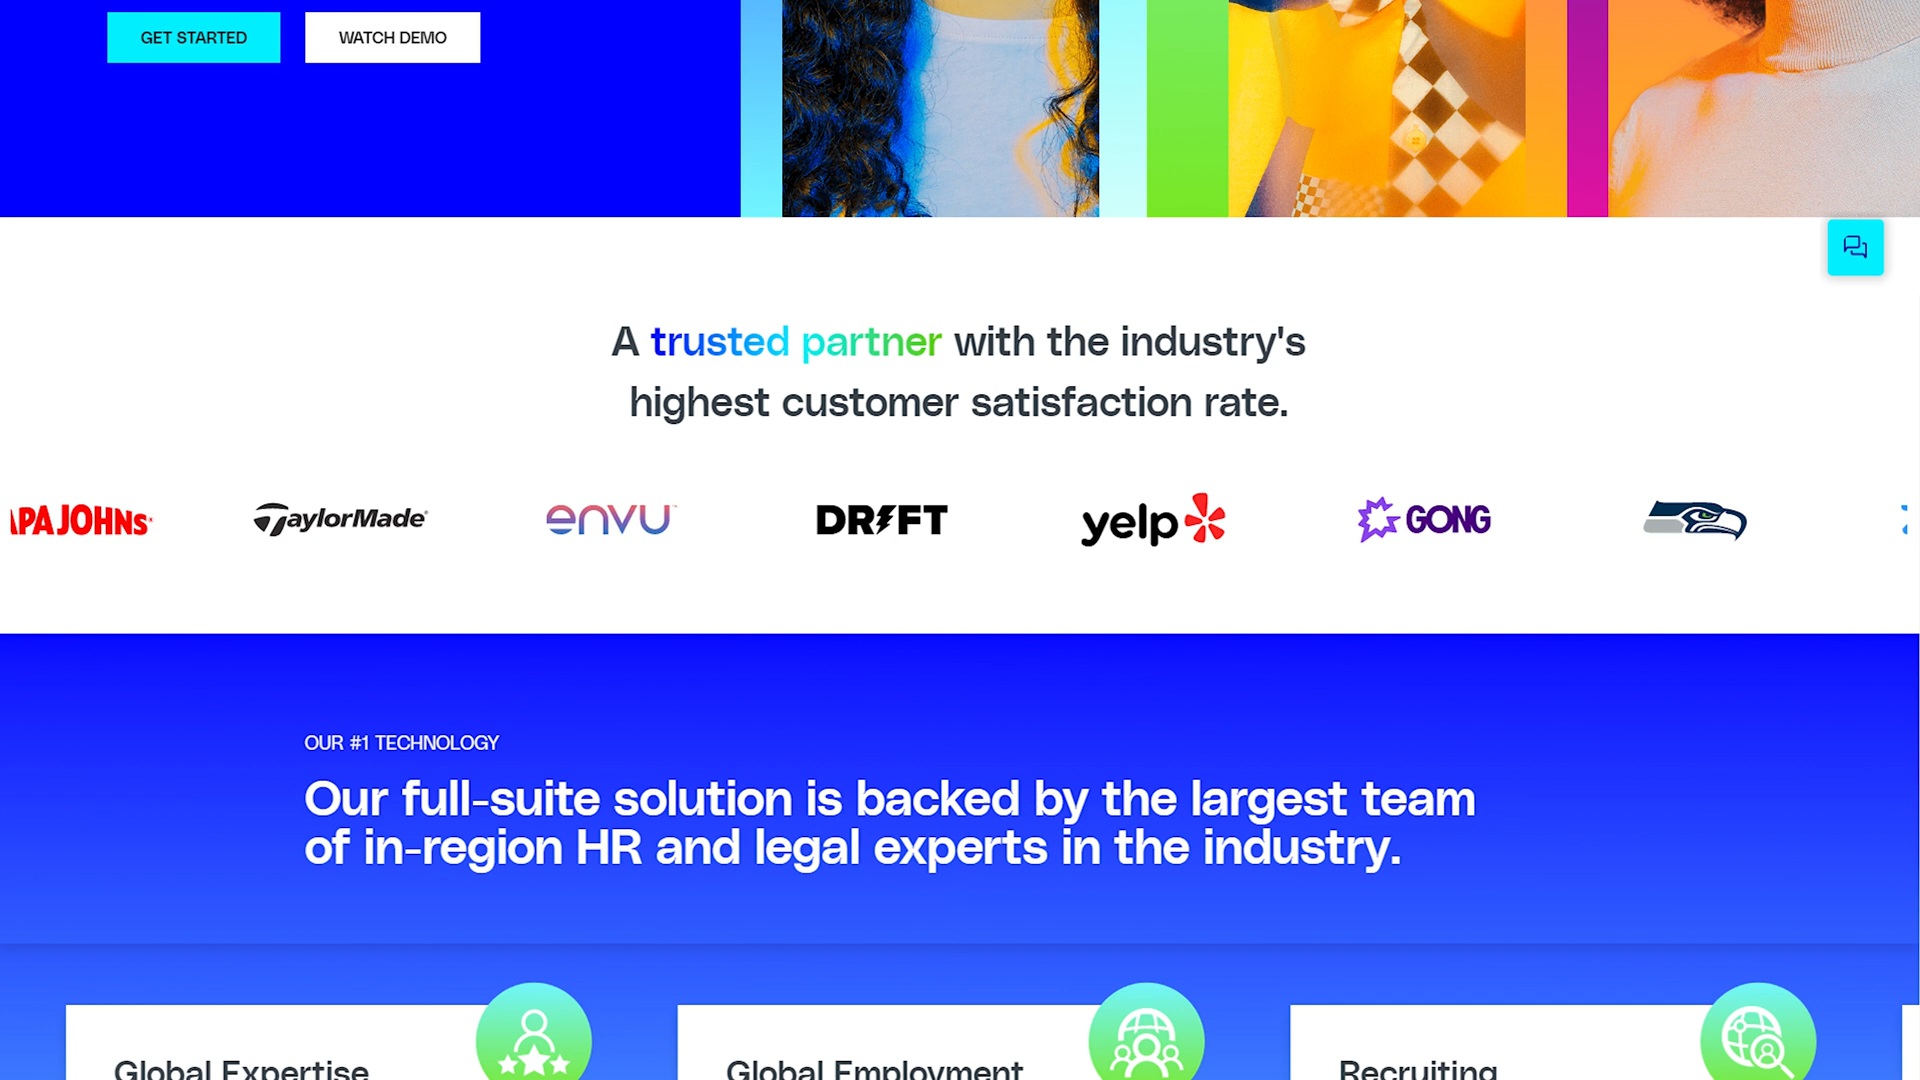 GET STARTED
WATCH DEMO
A trusted partner with the industry's
highest customer satisfaction rate.
APA JOHNS
TaylorMade
envu™
DRIFT
yelp
GONG
OUR #1 TECHNOLOGY
Our full-suite solution is backed by the largest team
of in-region HR and legal experts in the industry.
Global Expertise
Global Employment
Recruiting